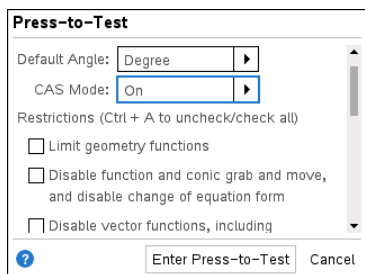 Press-to-Test
Default Angle: Degree
CAS Mode: On
Restrictions (Ctrl + A to uncheck/check all)
Limit geometry functions
Disable function and conic grab and move,
and disable change of equation form
Disable vector functions, including
? Enter Press-to-Test Cancel